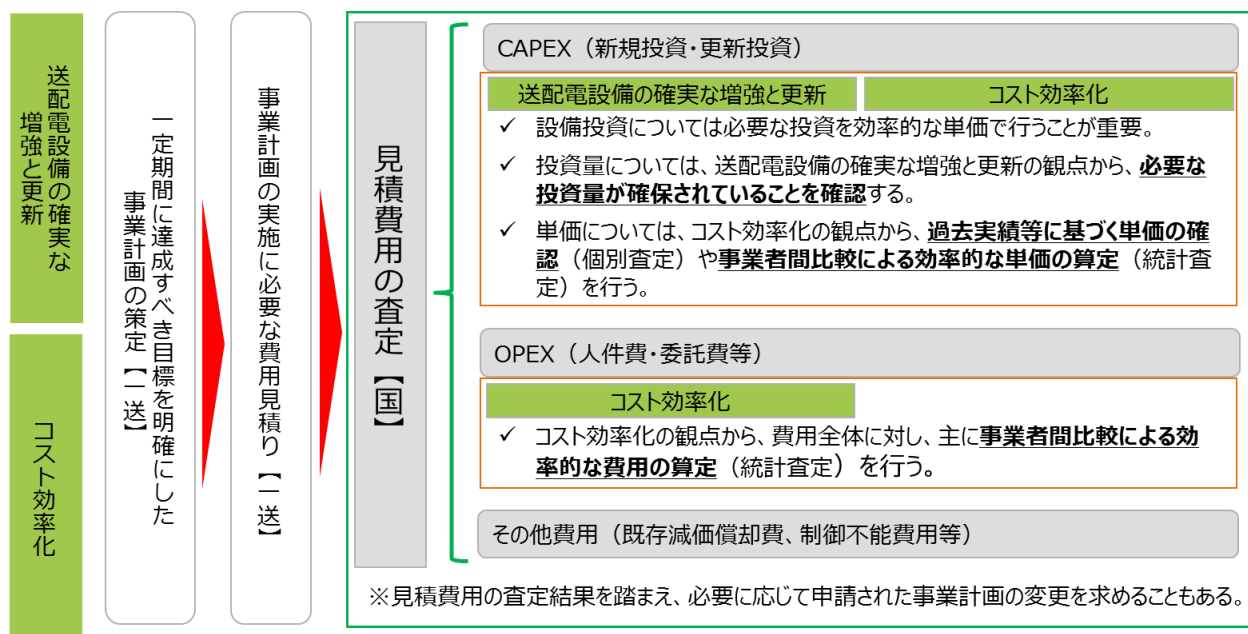 送配電設備の確実な
増強と更新
コスト効率化
一定期間に達成すべき目標を明確にした
事業計画の策定【一送】
事業計画の実施に必要な費用見積り【一送】
見積費用の査定【国】
CAPEX（新規投資・更新投資）
送配電設備の確実な増強と更新
コスト効率化
✓ 設備投資については必要な投資を効率的な単価で行うことが重要。
✓ 投資量については、送配電設備の確実な増強と更新の観点から、必要な
投資量が確保されていることを確認する。
✓ 単価については、コスト効率化の観点から、過去実績等に基づく単価の確
認（個別査定）や事業者間比較による効率的な単価の算定（統計査
定）を行う。
OPEX（人件費・委託費等）
コスト効率化
✓ コスト効率化の観点から、費用全体に対し、主に事業者間比較による効
率的な費用の算定（統計査定）を行う。
その他費用（既存減価償却費、制御不能費用等）
※見積費用の査定結果を踏まえ、必要に応じて申請された事業計画の変更を求めることもある。